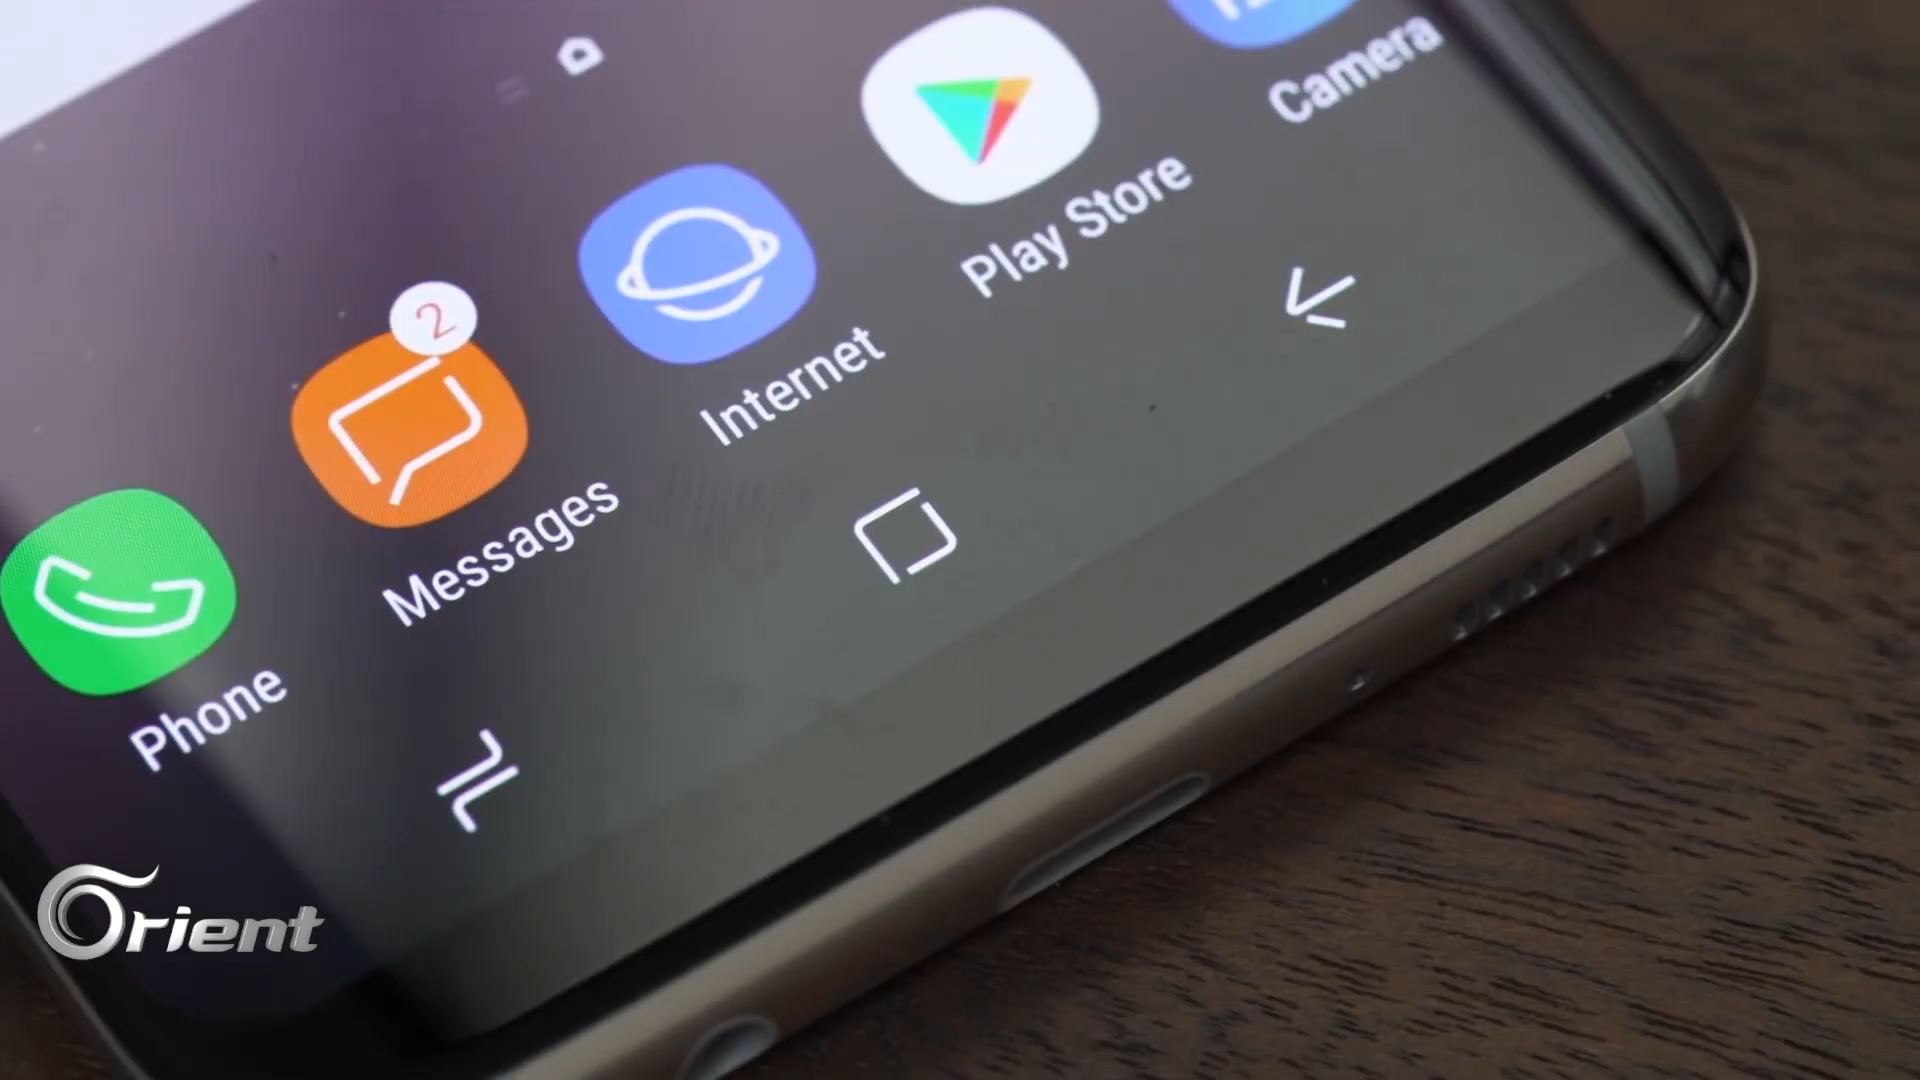 Camera
Play Store
Internet
2
Messages
Phone
Orient